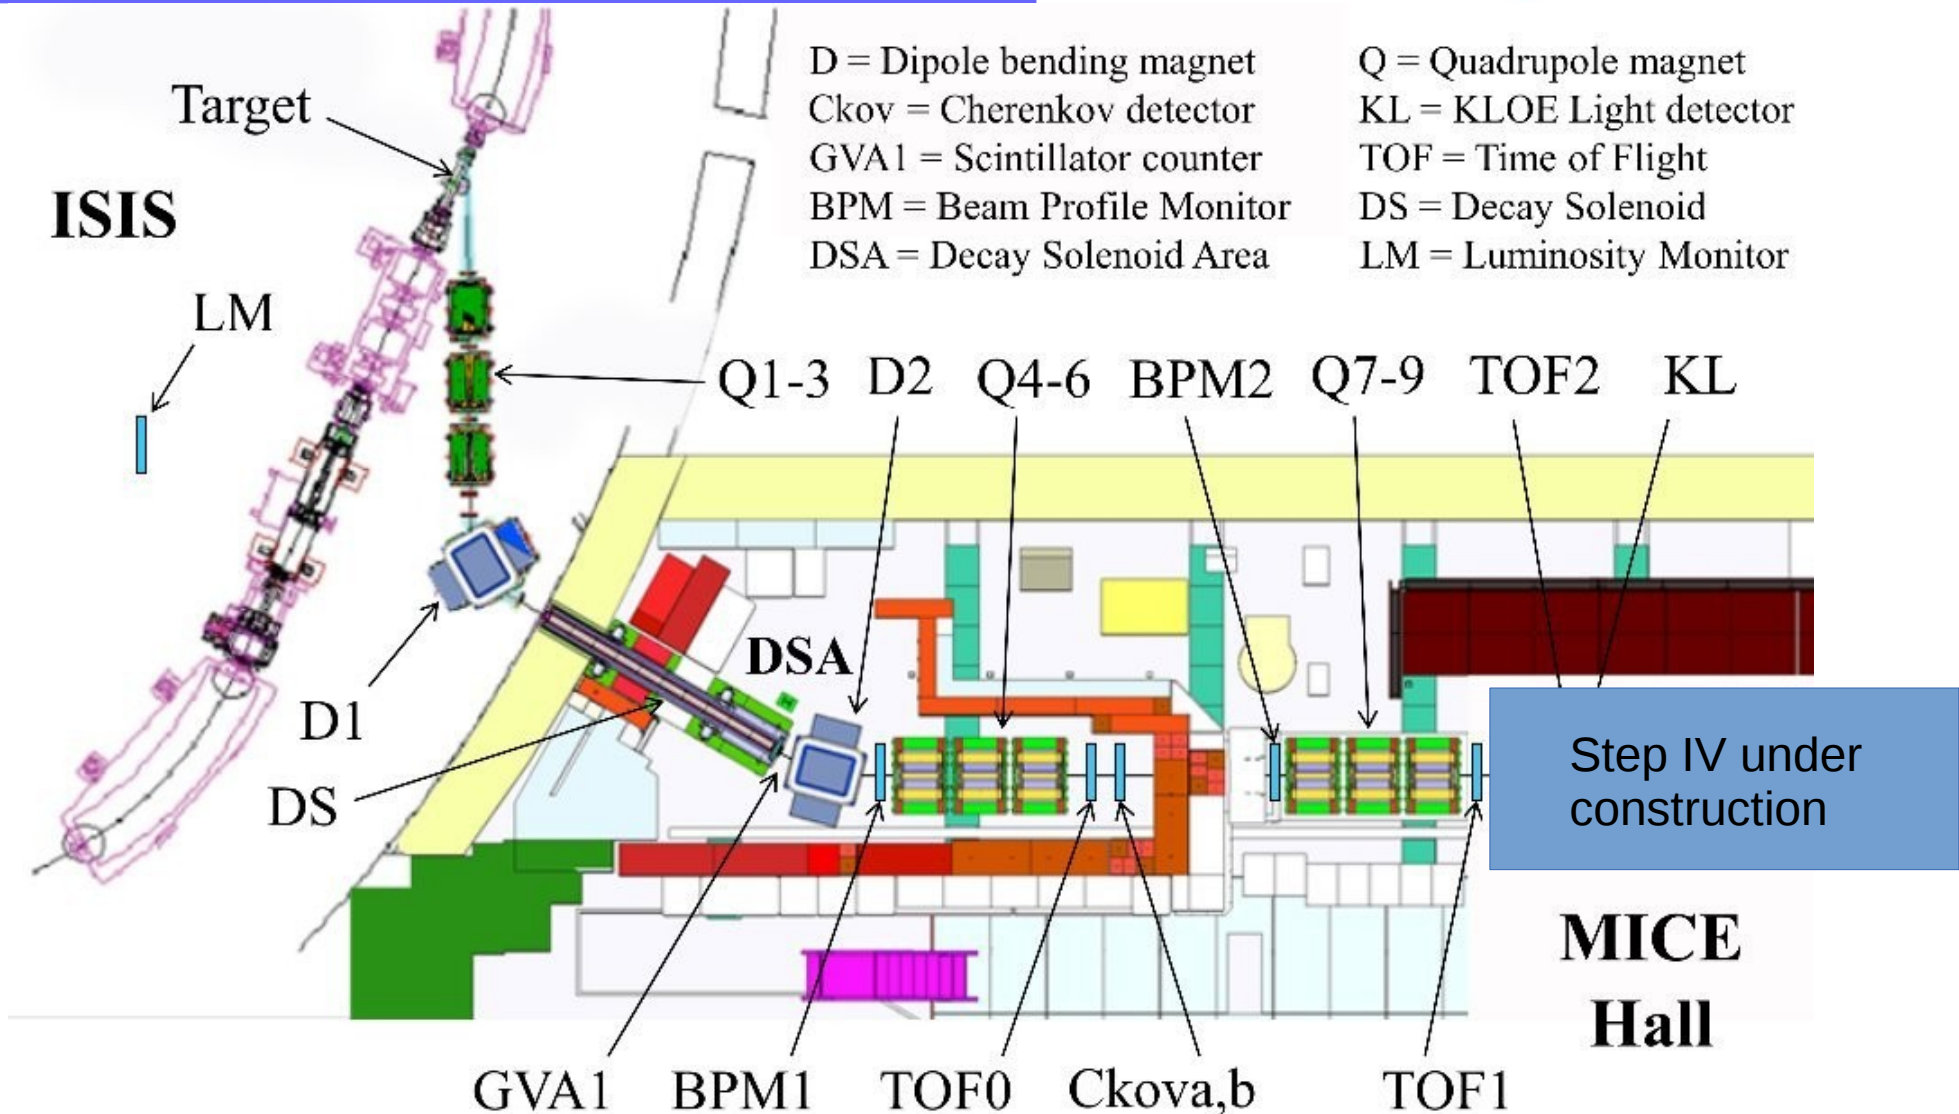 D = Dipole bending magnet
Ckov = Cherenkov detector
GVA1 = Scintillator counter
BPM = Beam Profile Monitor
DSA = Decay Solenoid Area
Q = Quadrupole magnet
KL = KLOE Light detector
TOF = Time of Flight
DS = Decay Solenoid
LM = Luminosity Monitor
Target
ISIS
LM
Q1-3
D2
Q4-6
BPM2
Q7-9
TOF2
KL
DSA
D1
DS
H
Step IV under
construction
MICE
Hall
GVA1
BPM1
TOF0
Ckova,b
TOF1